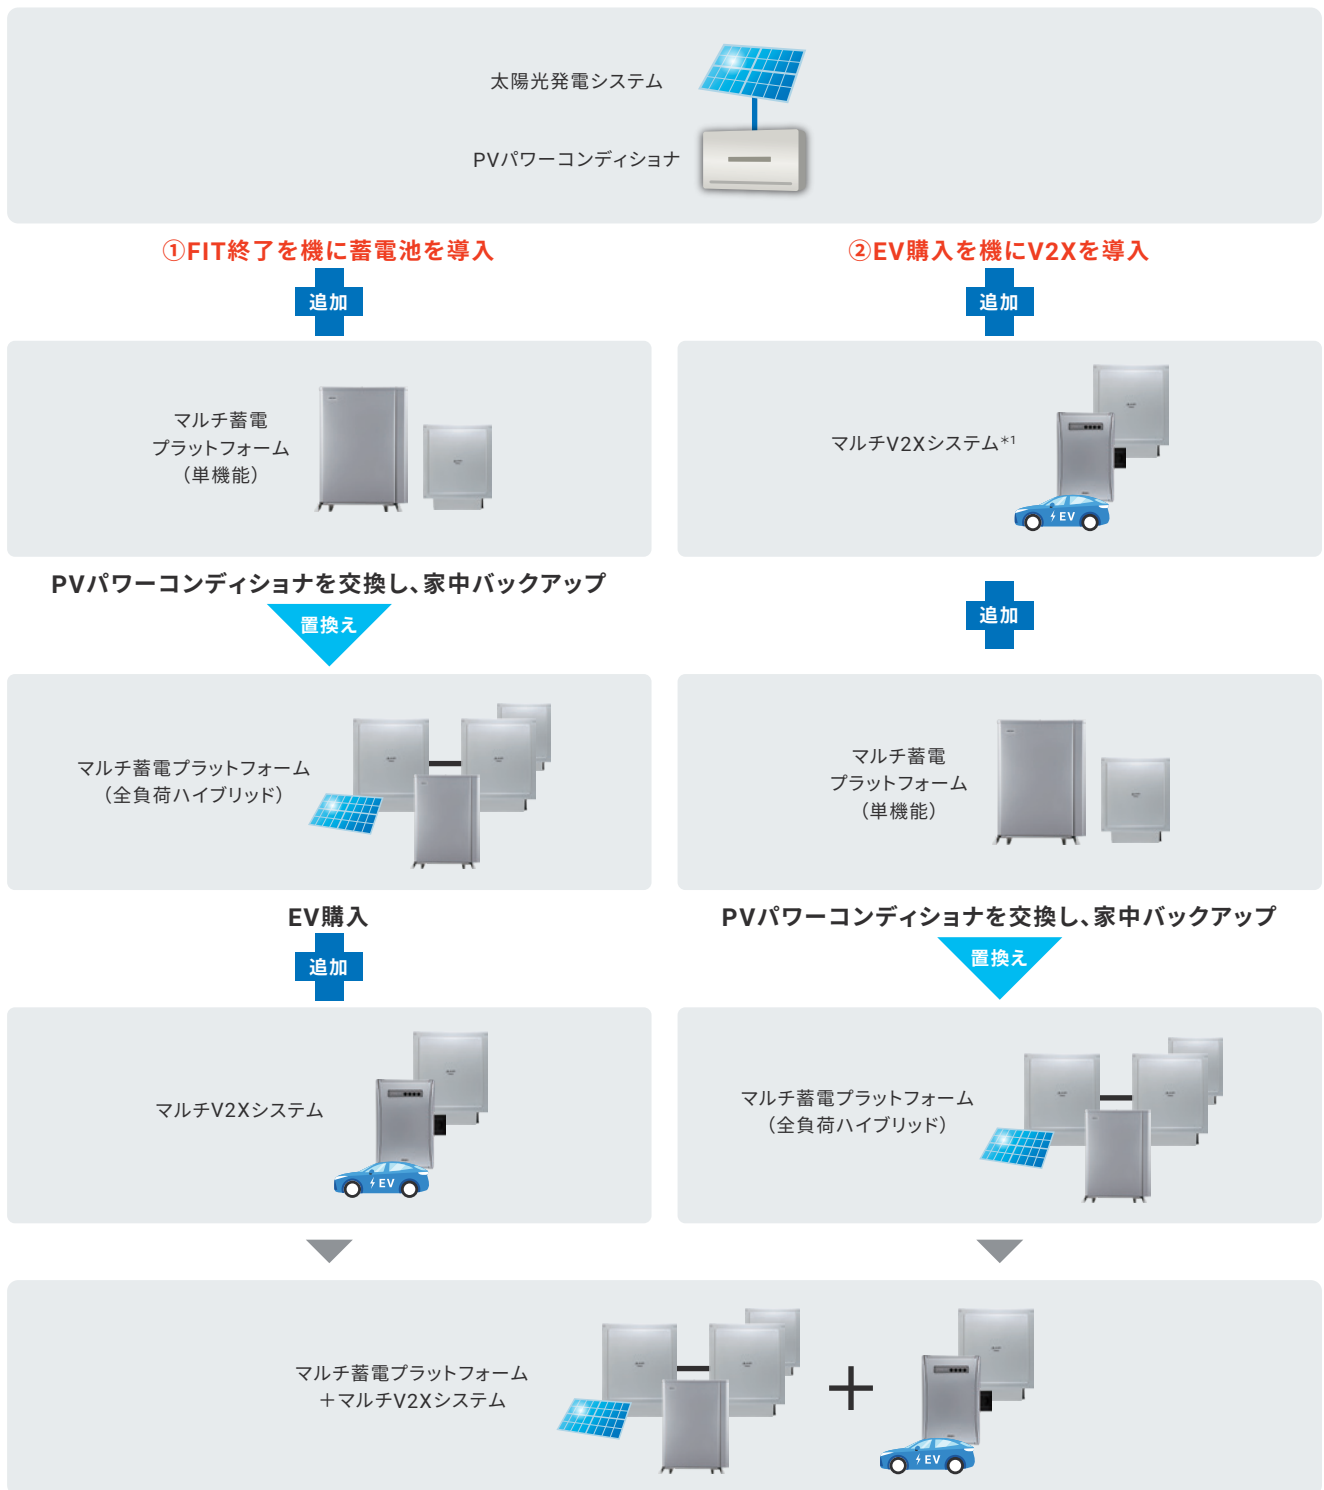 太陽光発電システム
PVパワーコンディショナ
①FIT終了を機に蓄電池を導入
追加
マルチ蓄電
プラットフォーム
（単機能）
PVパワーコンディショナを交換し、家中バックアップ
置換え
マルチ蓄電プラットフォーム
（全負荷ハイブリッド）
EV購入
追加
マルチV2Xシステム
EV
②EV購入を機にV2Xを導入
追加
マルチV2Xシステム*1
EV
追加
マルチ蓄電
プラットフォーム
（単機能）
PVパワーコンディショナを交換し、家中バックアップ
置換え
マルチ蓄電プラットフォーム
（全負荷ハイブリッド）
マルチ蓄電プラットフォーム
＋マルチV2Xシステム
EV